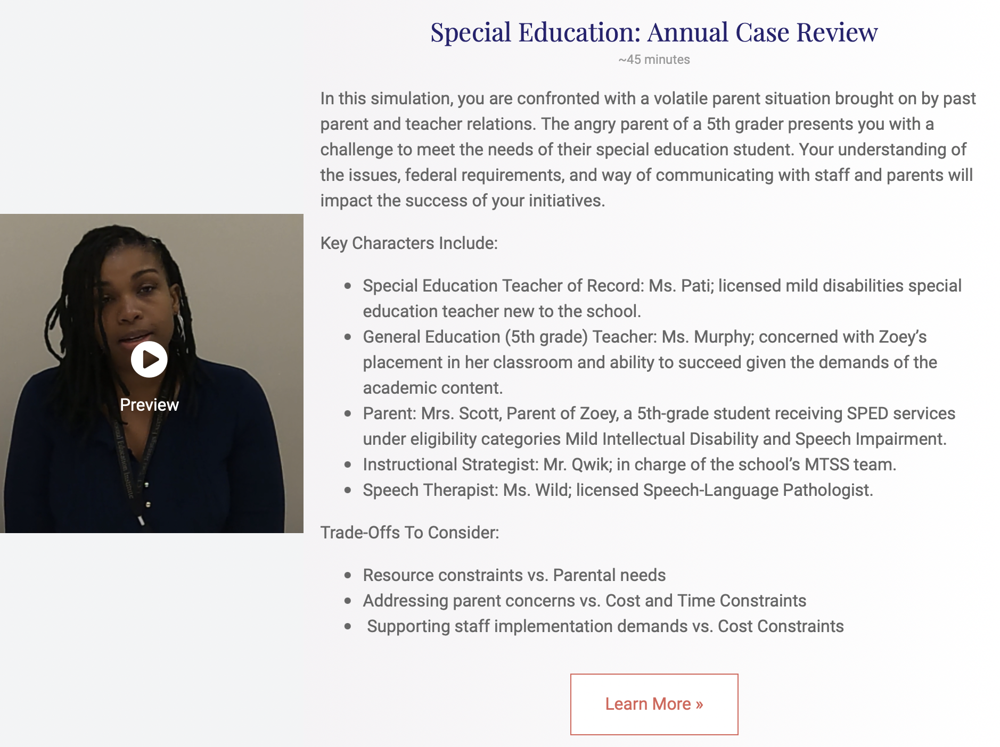 Special Education: Annual Case Review
~45 minutes
In this simulation, you are confronted with a volatile parent situation brought on by past
parent and teacher relations. The angry parent of a 5th grader presents you with a
challenge to meet the needs of their special education student. Your understanding of
the issues, federal requirements, and way of communicating with staff and parents will
impact the success of your initiatives.
Key Characters Include:
• Special Education Teacher of Record: Ms. Pati; licensed mild disabilities special
education teacher new to the school.
• General Education (5th grade) Teacher: Ms. Murphy; concerned with Zoey’s
placement in her classroom and ability to succeed given the demands of the
academic content.
• Parent: Mrs. Scott, Parent of Zoey, a 5th-grade student receiving SPED services
under eligibility categories Mild Intellectual Disability and Speech Impairment.
• Instructional Strategist: Mr. Qwik; in charge of the school’s MTSS team.
• Speech Therapist: Ms. Wild; licensed Speech-Language Pathologist.
Trade-Offs To Consider:
• Resource constraints vs. Parental needs
• Addressing parent concerns vs. Cost and Time Constraints
• Supporting staff implementation demands vs. Cost Constraints
Learn More »
Preview
Education Institute